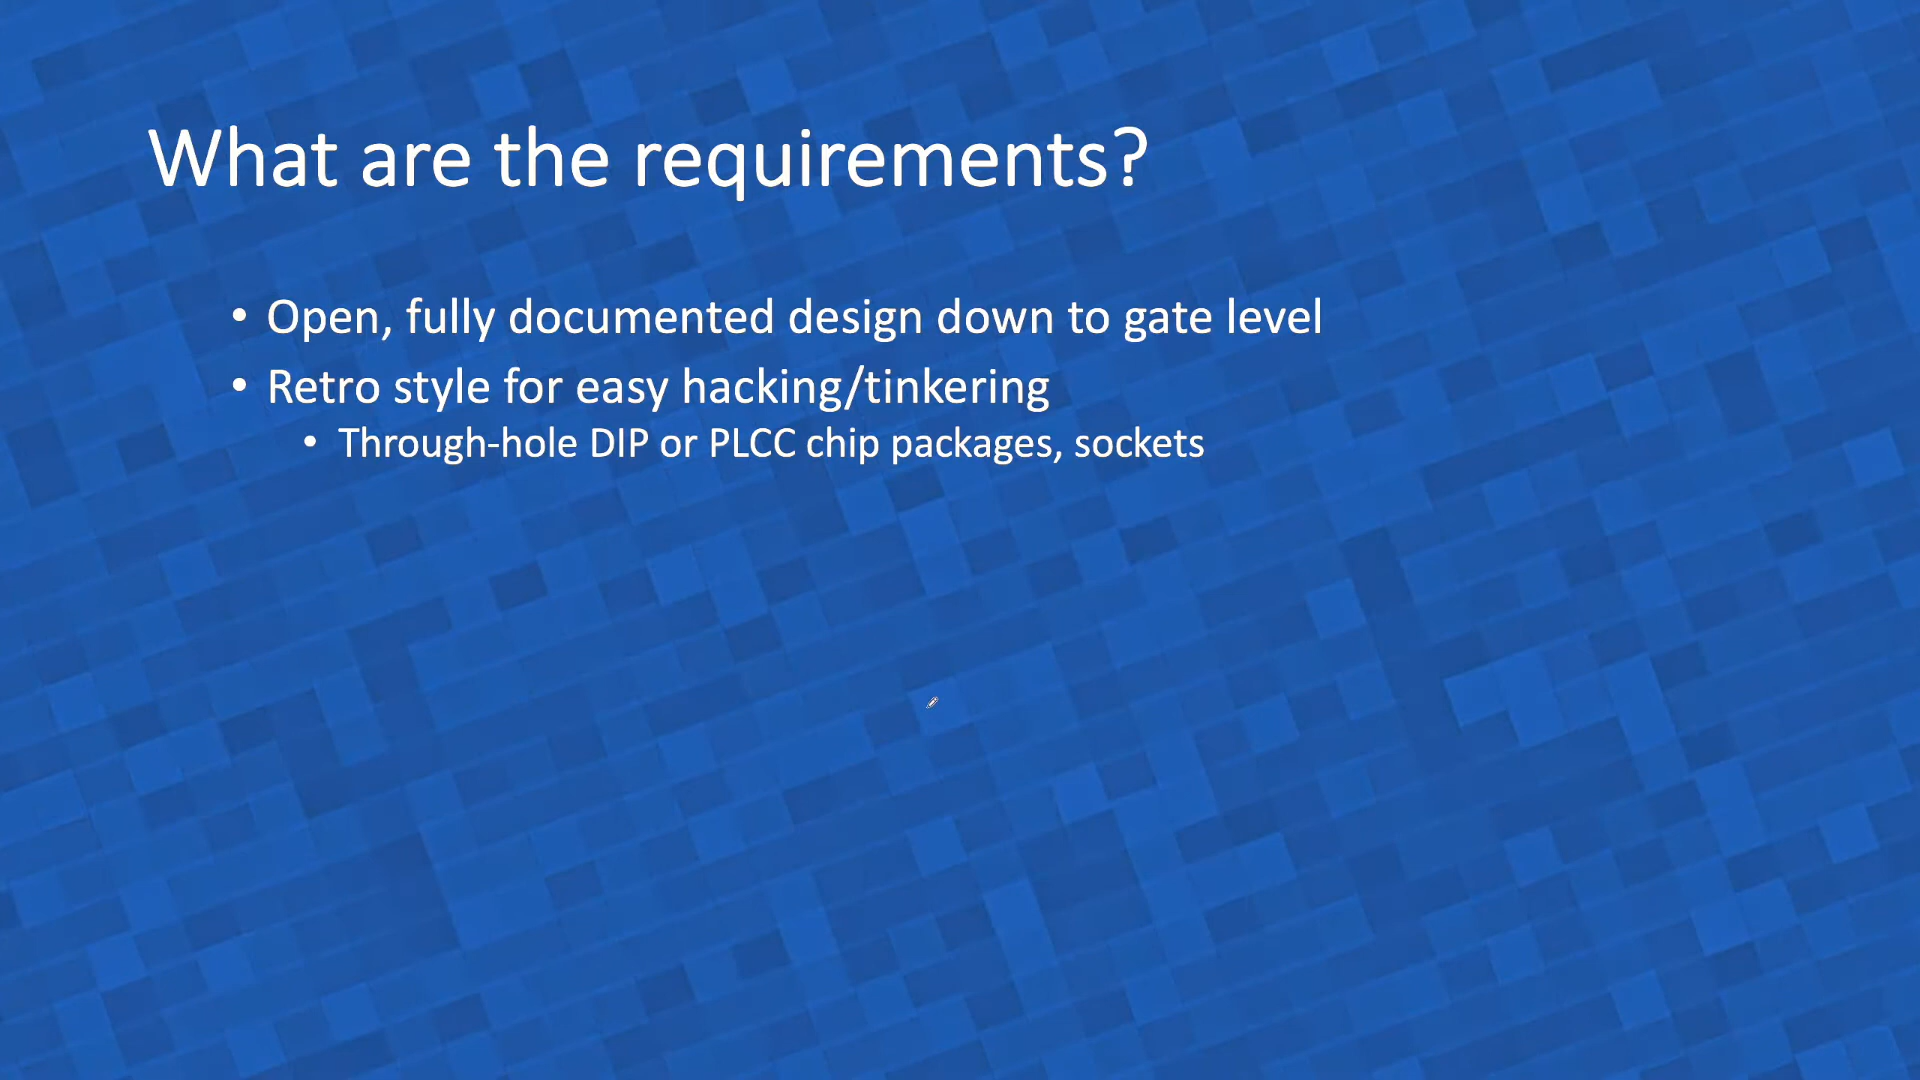 What are the requirements?
• Open, fully documented design down to gate level
• Retro style for easy hacking/tinkering
• Through-hole DIP or PLCC chip packages, sockets